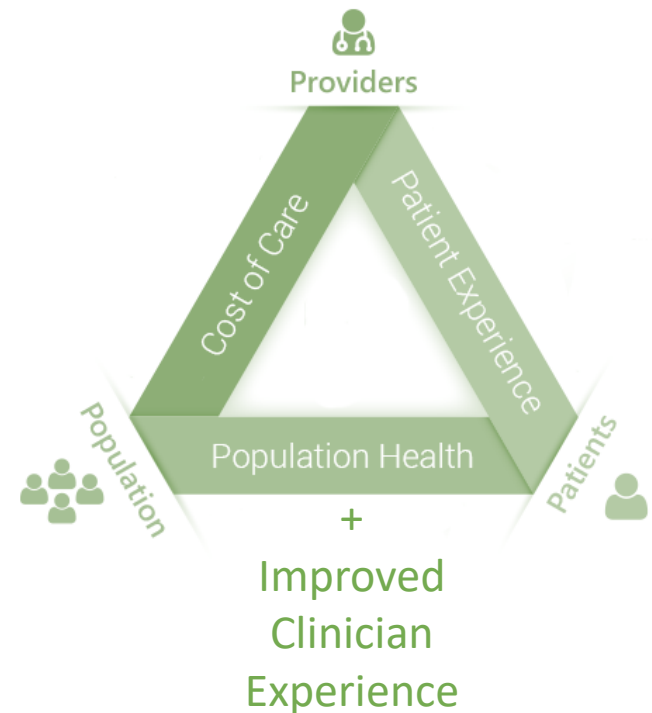 Providers
Cost of Care
Patient Experience
Population Health
Population
Patients
+
Improved
Clinician
Experience